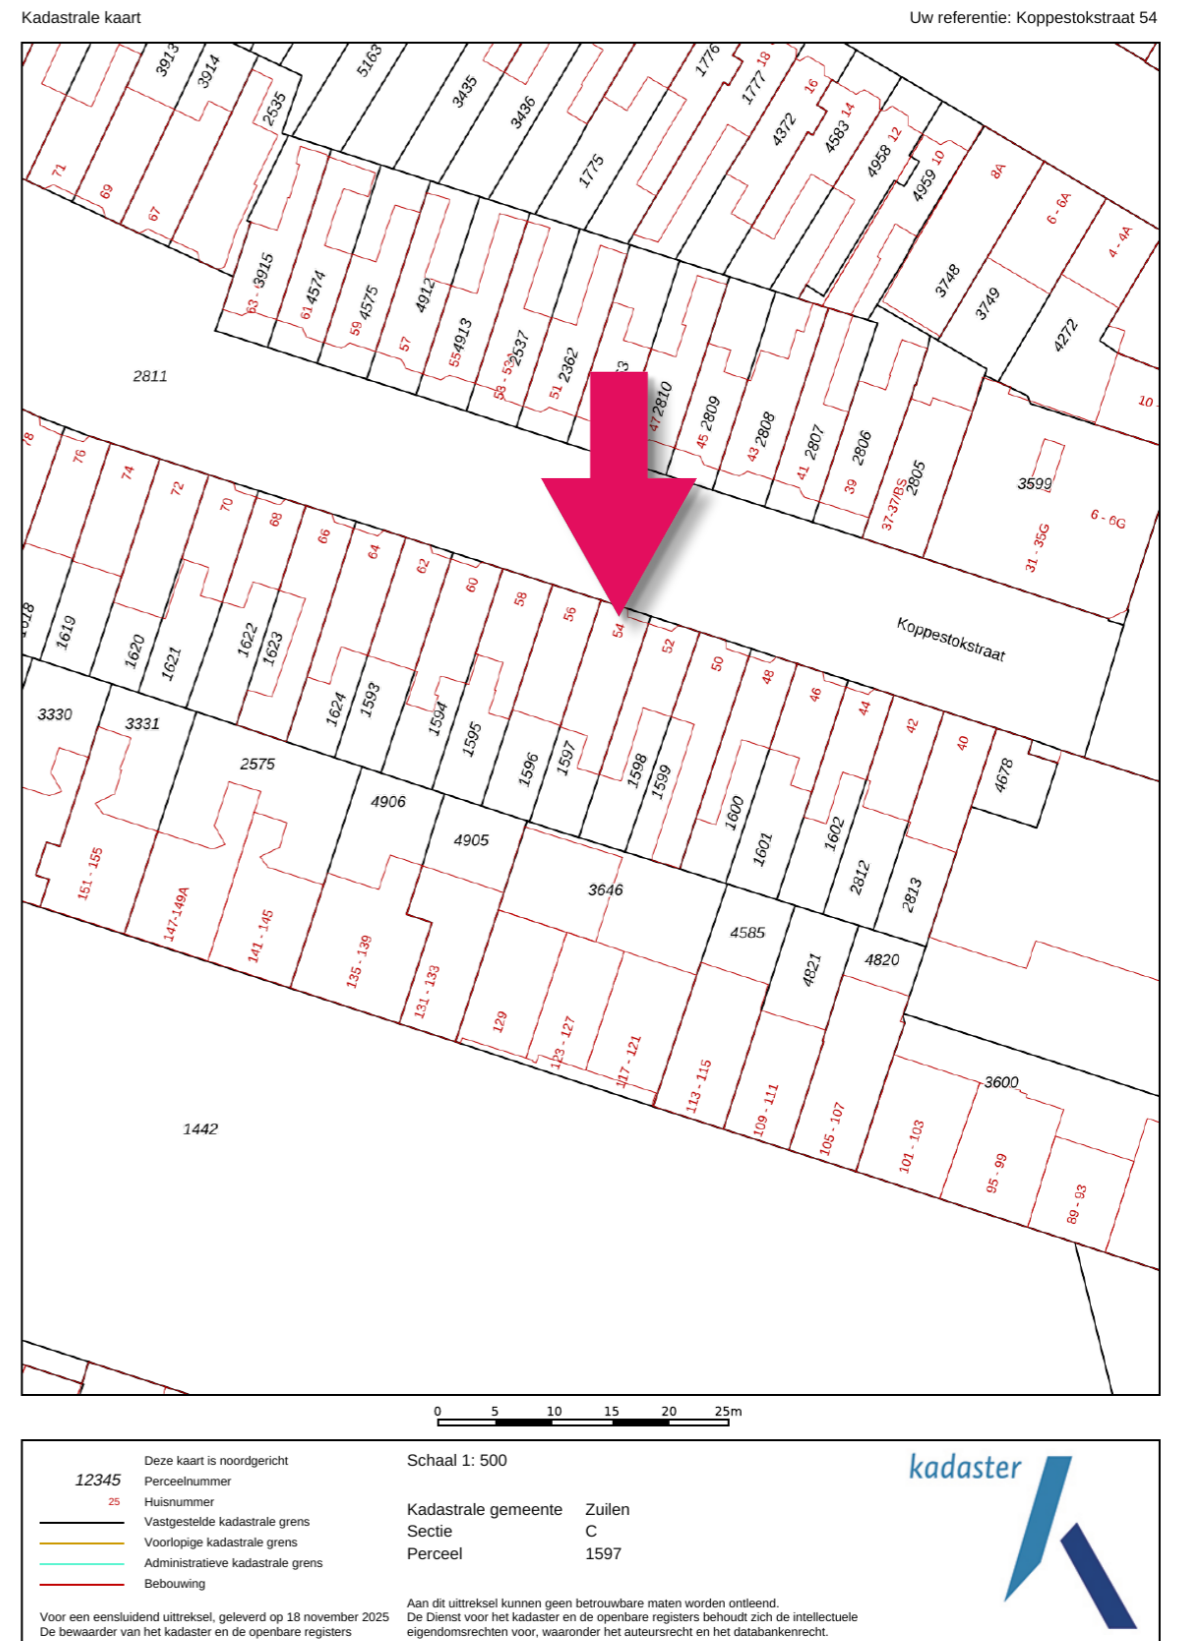 Kadastrale kaart
Uw referentie: Koppestokstraat 54
3913
3914
2535
5163
3435
3436
1775
1776
1777
18
16
4372
14
4583
12
4958
10
4959
8A
6 - 6A
4 - 4A
71
69
67
63 -
3915
61
4574
59
4575
57
4912
55
4913
53 - 53
2537
51
2362
47
2810
45
2809
43
2808
41
2807
39
2806
37-37/BS
2805
3748
3749
4272
10
3599
6 - 6G
31 - 35G
2811
78
76
74
72
70
68
66
64
62
60
58
56
54
52
50
48
46
44
42
40
Koppestokstraat
1619
1620
1621
1622
1623
1624
1593
1594
1595
1596
1597
1598
1599
1600
1601
1602
2812
2813
4678
3330
3331
2575
4906
4905
3646
4585
4821
4820
3600
151 - 155
147-149A
141 - 145
135 - 139
131 - 133
129
123 - 127
117 - 121
113 - 115
109 - 111
105 - 107
101 - 103
95 - 99
89 - 93
1442
0 5 10 15 20 25m
Deze kaart is noordgericht
12345 Perceelnummer
25 Huisnummer
Vastgestelde kadastrale grens
Voorlopige kadastrale grens
Administratieve kadastrale grens
Bebouwing
Voor een eensluidend uittreksel, geleverd op 18 november 2025
De bewaarder van het kadaster en de openbare registers
Schaal 1: 500
Kadastrale gemeente Zuilen
Sectie C
Perceel 1597
Aan dit uittreksel kunnen geen betrouwbare maten worden ontleend.
De Dienst voor het kadaster en de openbare registers behoudt zich de intellectuele
eigendomsrechten voor, waaronder het auteursrecht en het databankenrecht.
kadaster